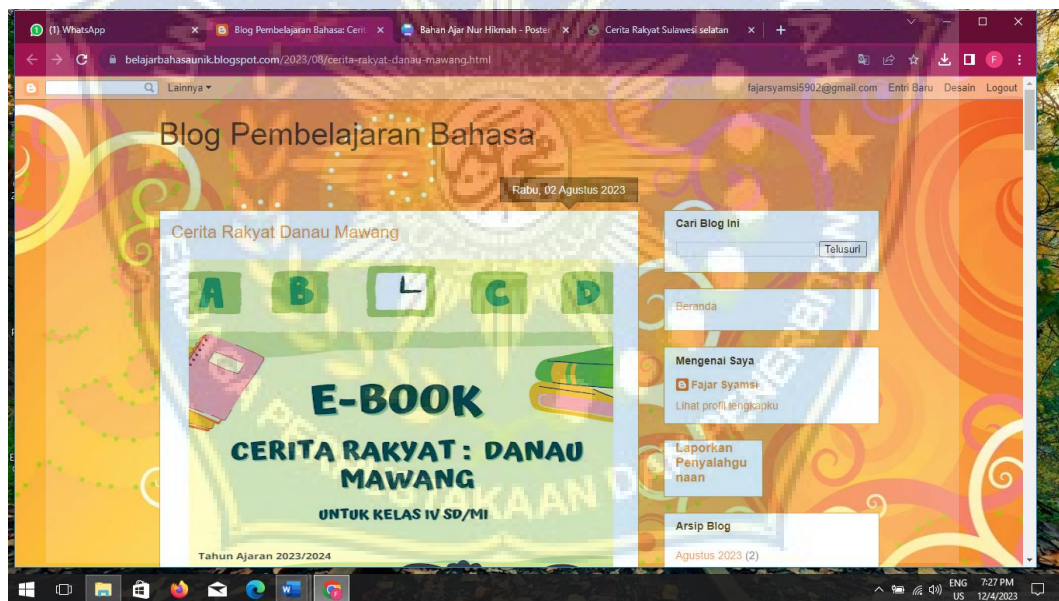 (1) WhatsApp
Blog Pembelajaran Bahasa: Cerit
Bahan Ajar Nur Hikmah - Poster
Cerita Rakyat Sulawesi selatan
belajarbahasaunik.blogspot.com/2023/08/cerita-rakyat-danau-mawang.html
F
Lainnya
fajarsyamsi5902@gmail.com Entri Baru Desain Logout
Blog Pembelajaran Bahasa
Rabu, 02 Agustus 2023
Cerita Rakyat Danau Mawang
A B C D
E-BOOK
CERITA RAKYAT : DANAU
MAWANG
UNTUK KELAS IV SD/MI
Tahun Ajaran 2023/2024
Cari Blog Ini
Telusuri
Beranda
Mengenai Saya
Fajar Syamsi
Lihat profil lengkapku
Laporkan
Penyalahgu
naan
Arsip Blog
Agustus 2023 (2)
ENG
US
7:27 PM
12/4/2023